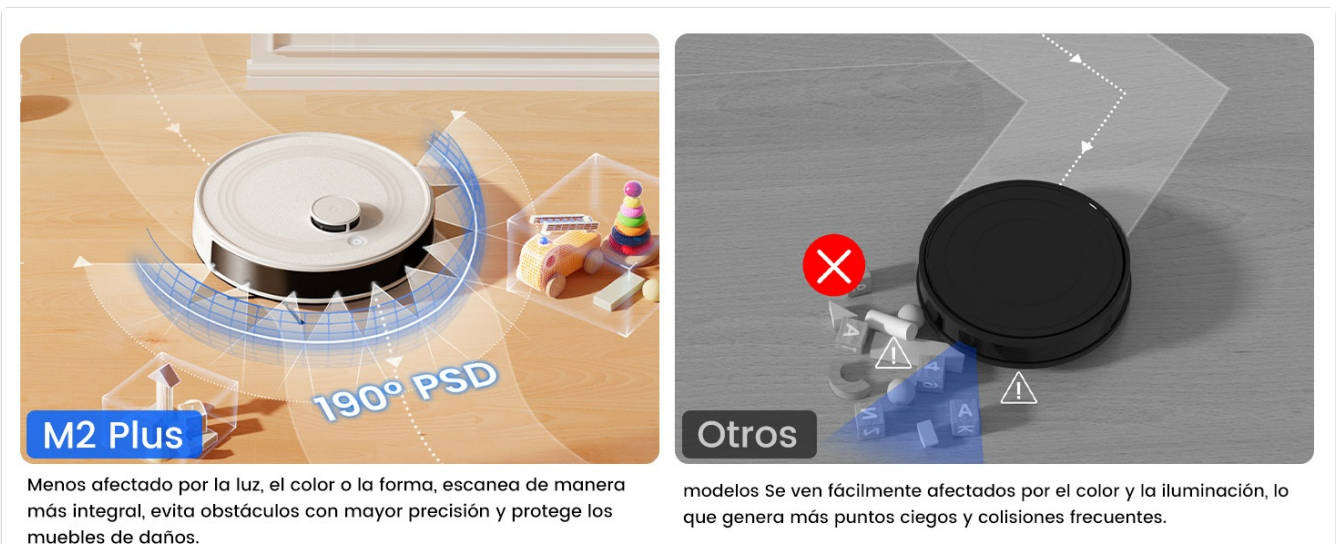 190º PSD
M2 Plus
Menos afectado por la luz, el color o la forma, escanea de manera
más integral, evita obstáculos con mayor precisión y protege los
muebles de daños.
A
4
A
K
Otros
modelos Se ven fácilmente afectados por el color y la iluminación, lo
que genera más puntos ciegos y colisiones frecuentes.